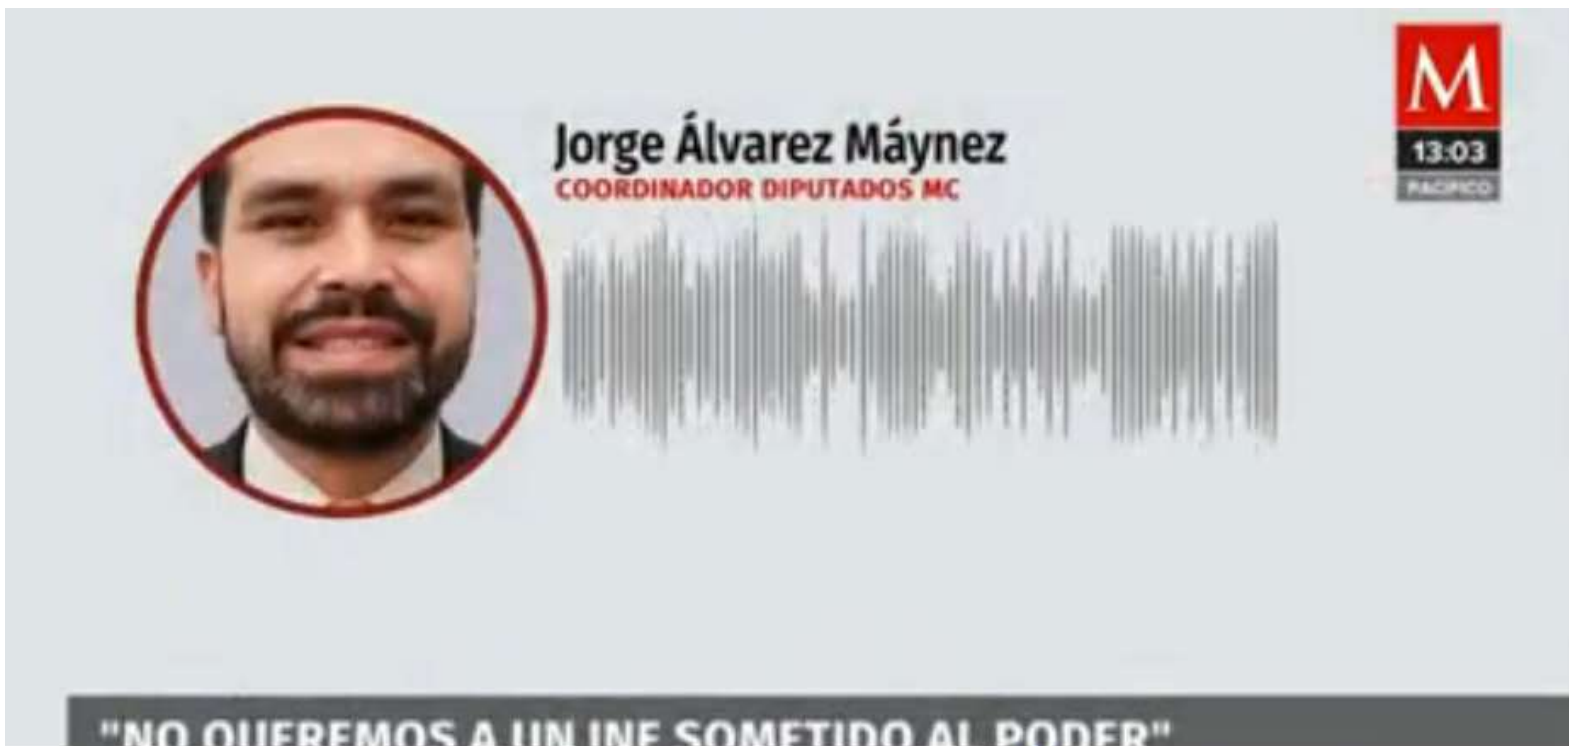 M
Jorge Álvarez Máynez
13:03
COORDINADOR DIPUTADOS MC
PACÍFICO
"NO QUEREMOS A UN INE SOMETIDO AL PODER"